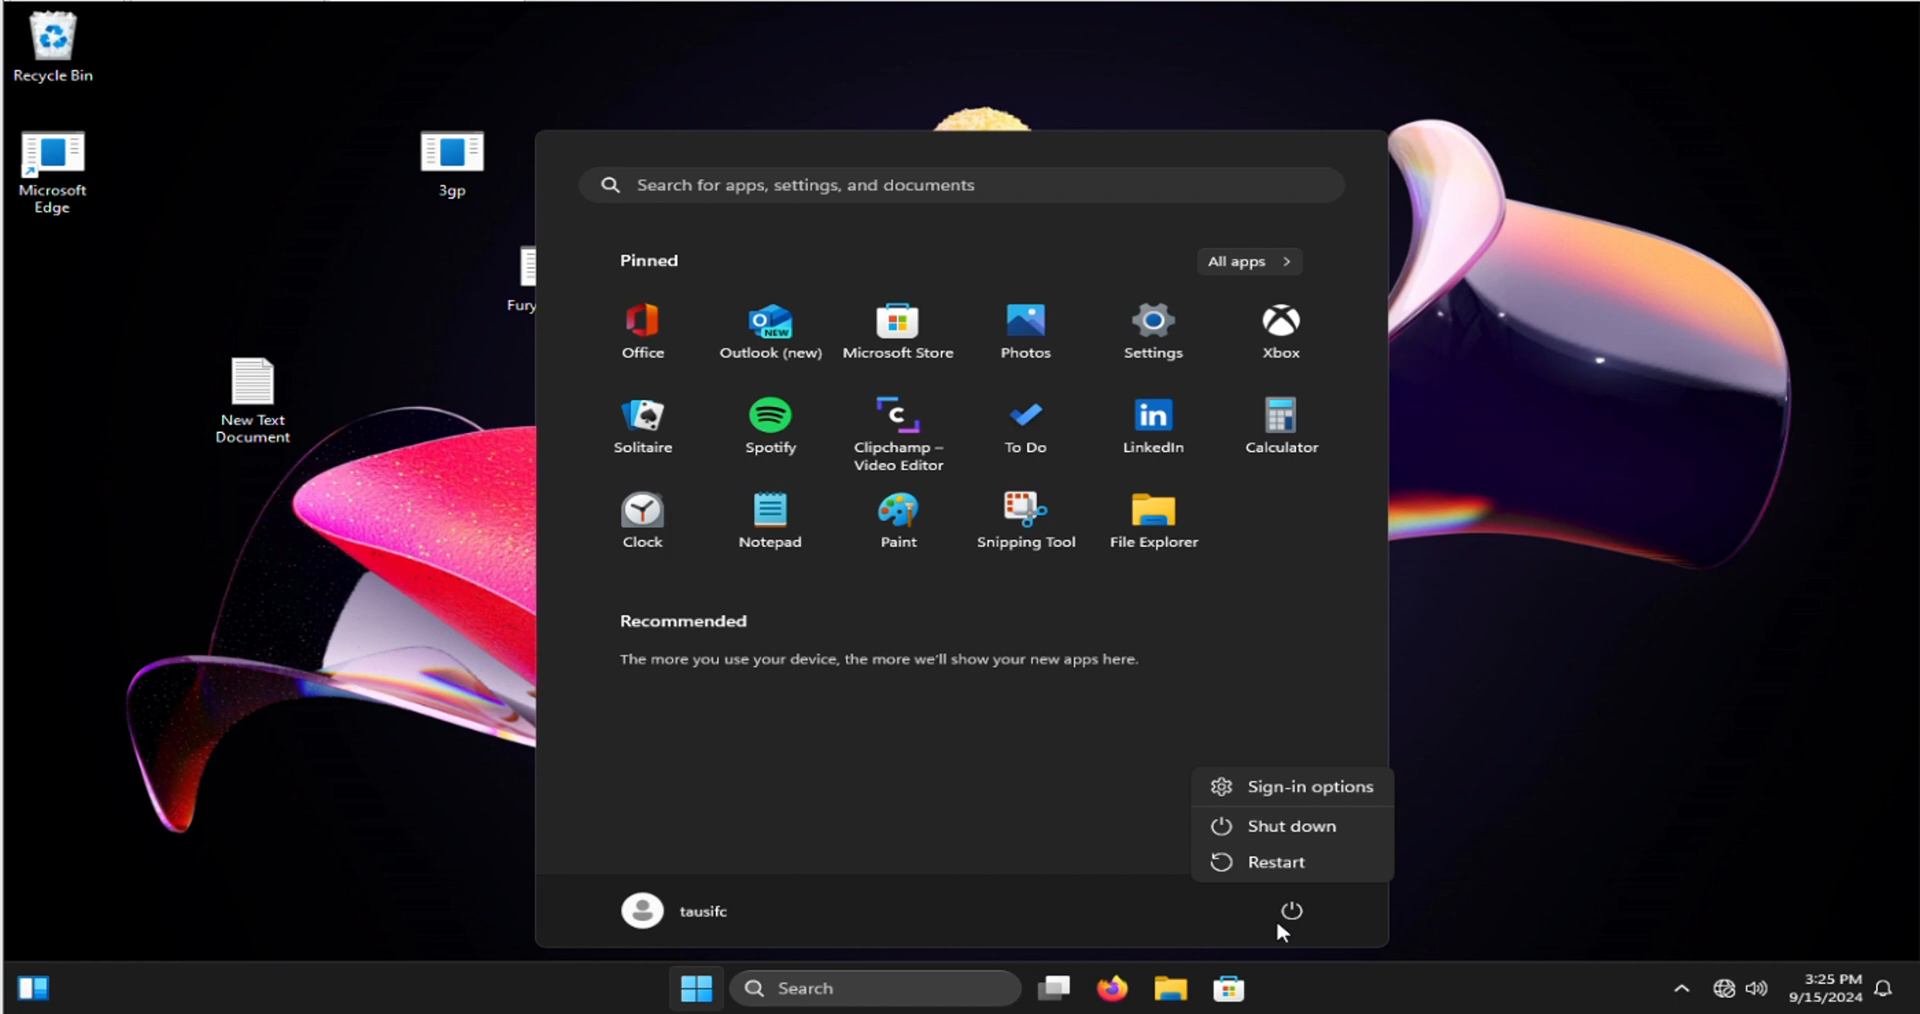 Recycle Bin
Microsoft
Edge
3gp
Fury
New Text
Document
Search for apps, settings, and documents
Pinned
All apps
Office
Outlook (new)
NEW
Microsoft Store
Photos
Settings
Xbox
Solitaire
Spotify
Clipchamp –
Video Editor
To Do
LinkedIn
Calculator
Clock
Notepad
Paint
Snipping Tool
File Explorer
Recommended
The more you use your device, the more we'll show your new apps here.
Sign-in options
Shut down
Restart
tausifc
Search
3:25 PM
9/15/2024